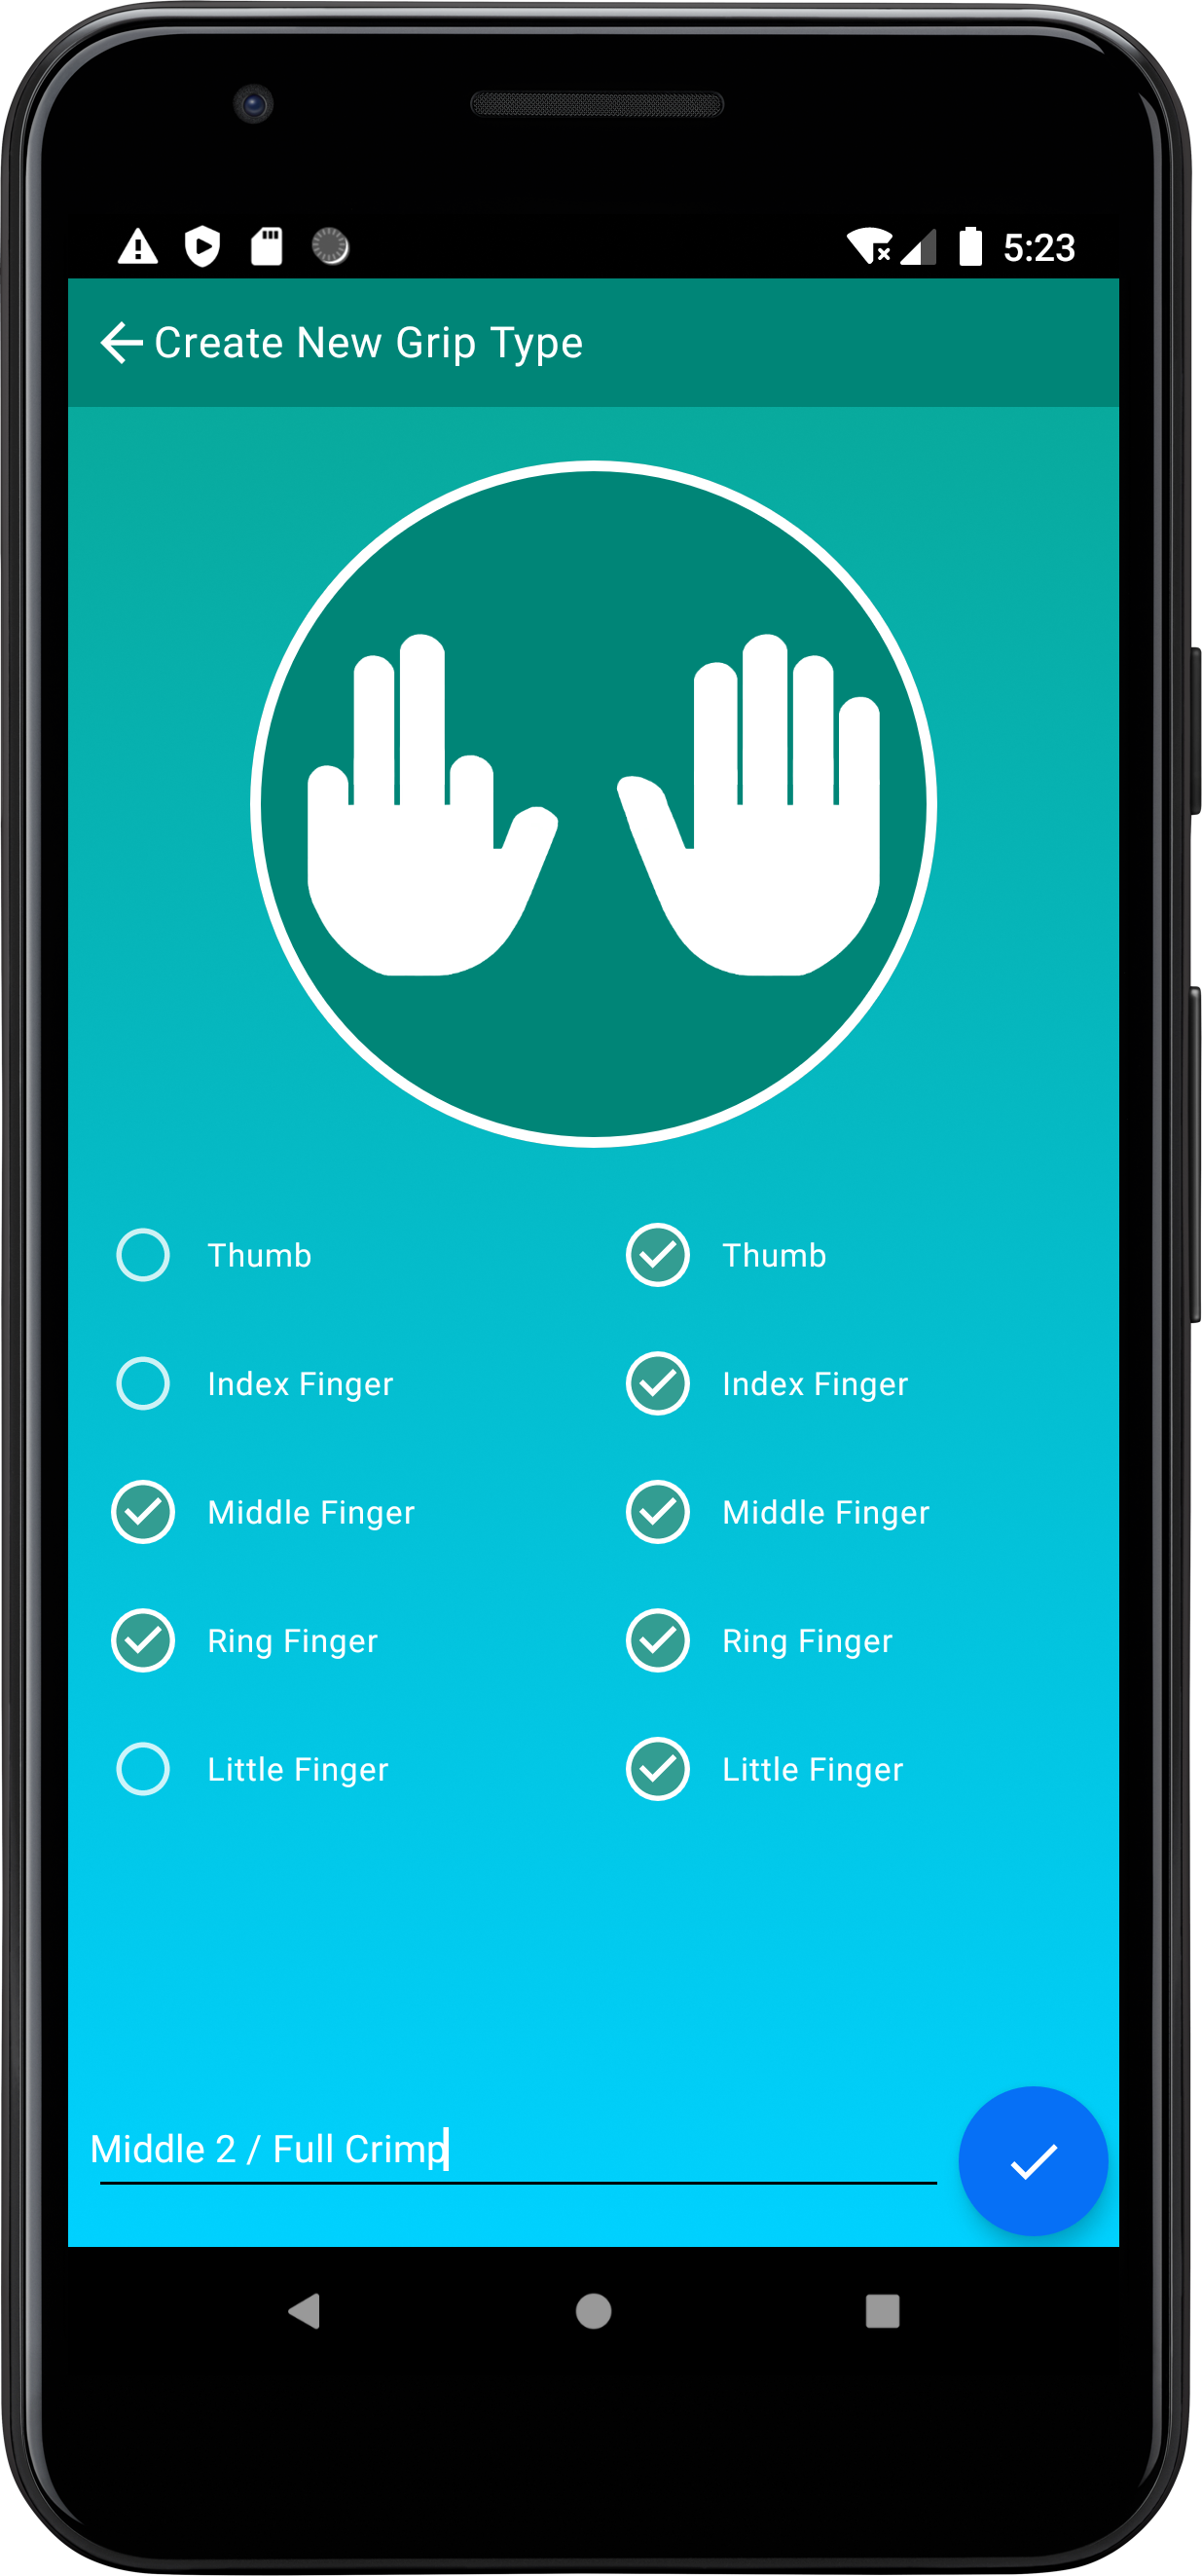 5:23
Create New Grip Type
Thumb
Thumb
Index Finger
Index Finger
Middle Finger
Middle Finger
Ring Finger
Ring Finger
Little Finger
Little Finger
Middle 2 / Full Crimp